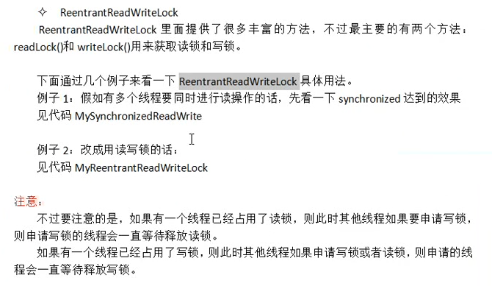 ✧ ReentrantReadWriteLock
ReentrantReadWriteLock 里面提供了很多丰富的方法，不过最主要的有两个方法：
readLock()和 writeLock()用来获取读锁和写锁。
下面通过几个例子来看一下 ReentrantReadWriteLock 具体用法。
例子 1：假如有多个线程要同时进行读操作的话，先看一下 synchronized 达到的效果
见代码 MySynchronizedReadWrite
例子 2：改成用读写锁的话：
见代码 MyReentrantReadWriteLock
注意：
不过要注意的是，如果有一个线程已经占用了读锁，则此时其他线程如果要申请写锁，
则申请写锁的线程会一直等待释放读锁。
如果有一个线程已经占用了写锁，则此时其他线程如果申请写锁或者读锁，则申请的线
程会一直等待释放写锁。